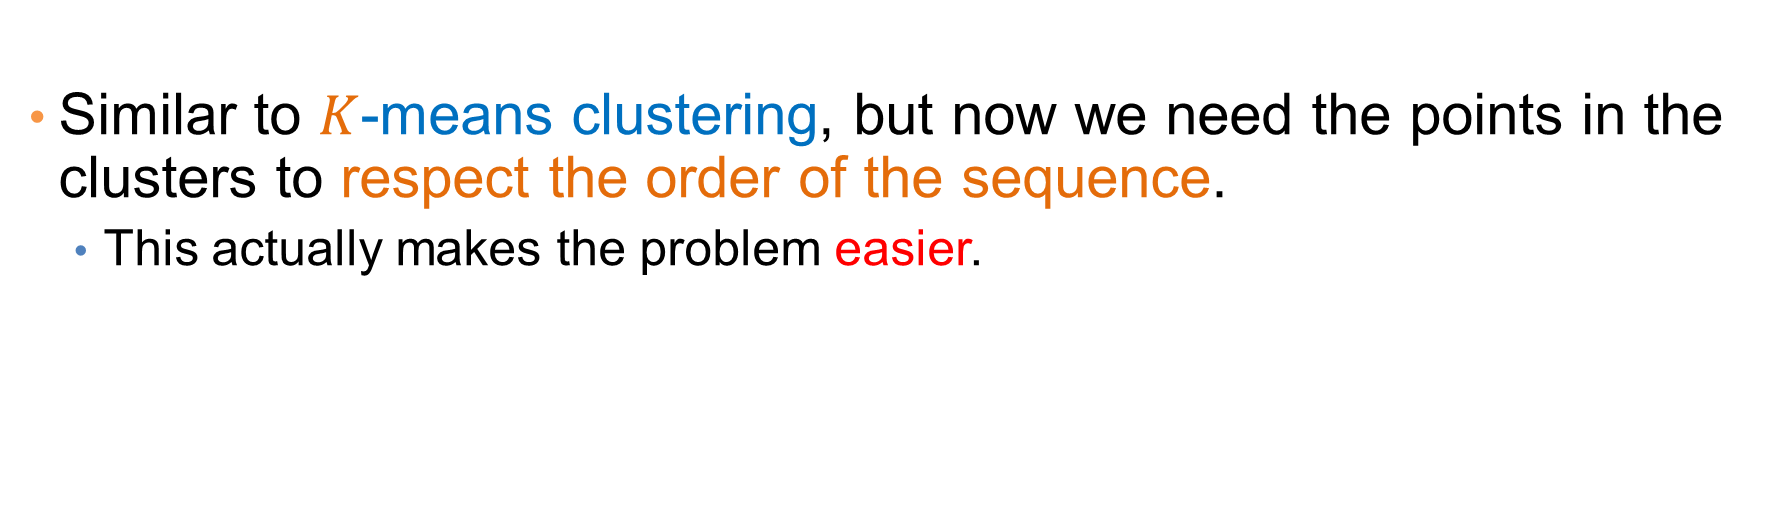 • Similar to K-means clustering, but now we need the points in the
clusters to respect the order of the sequence.
• This actually makes the problem easier.